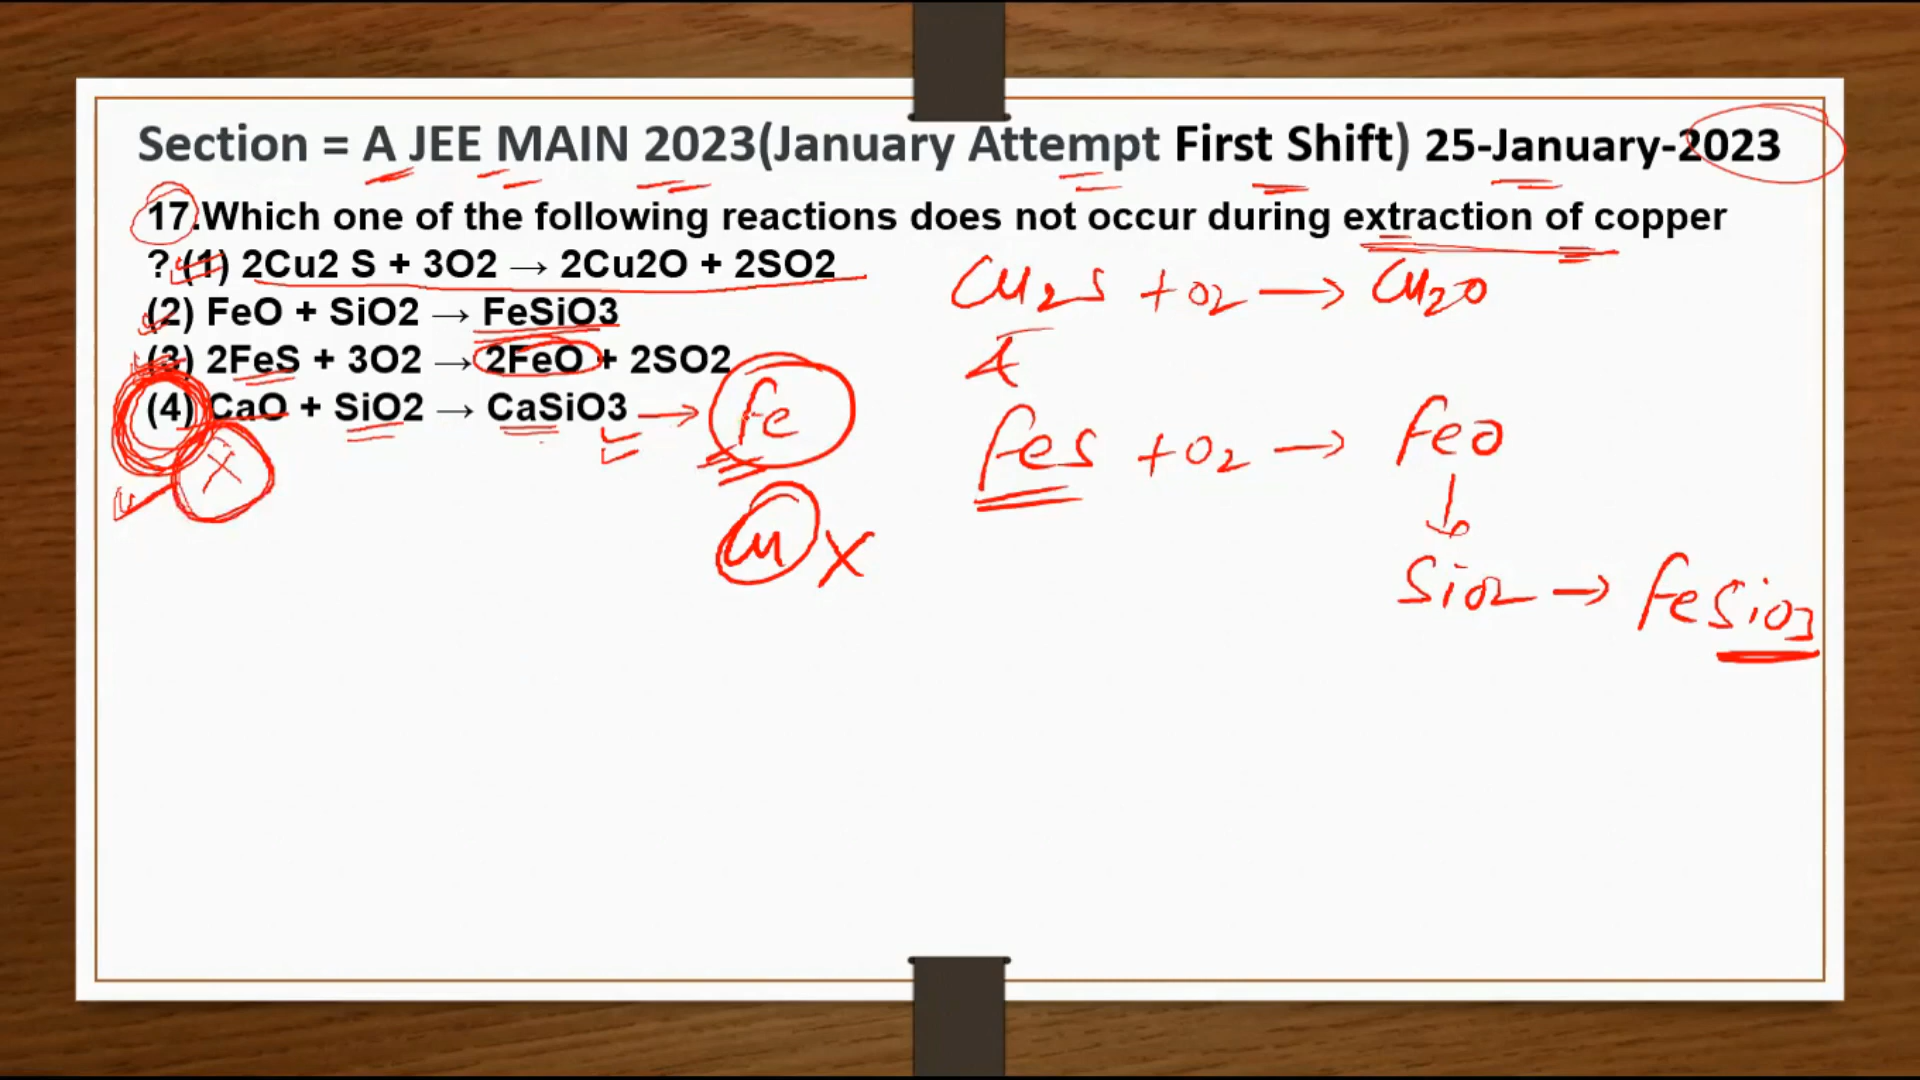 Section = A JEE MAIN 2023(January Attempt First Shift) 25-January-2023
17.Which one of the following reactions does not occur during extraction of copper
? (1) 2Cu2 S + 3O2 → 2Cu2O + 2SO2
(2) FeO + SiO2 → FeSiO3
(3) 2FeS + 3O2 → 2FeO + 2SO2
(4) CaO + SiO2 → CaSiO3 → Fe
X
Cu X
Cu2S + O2 → Cu2O
FeS + O2 → FeO
↓
SiO2 → FeSiO3